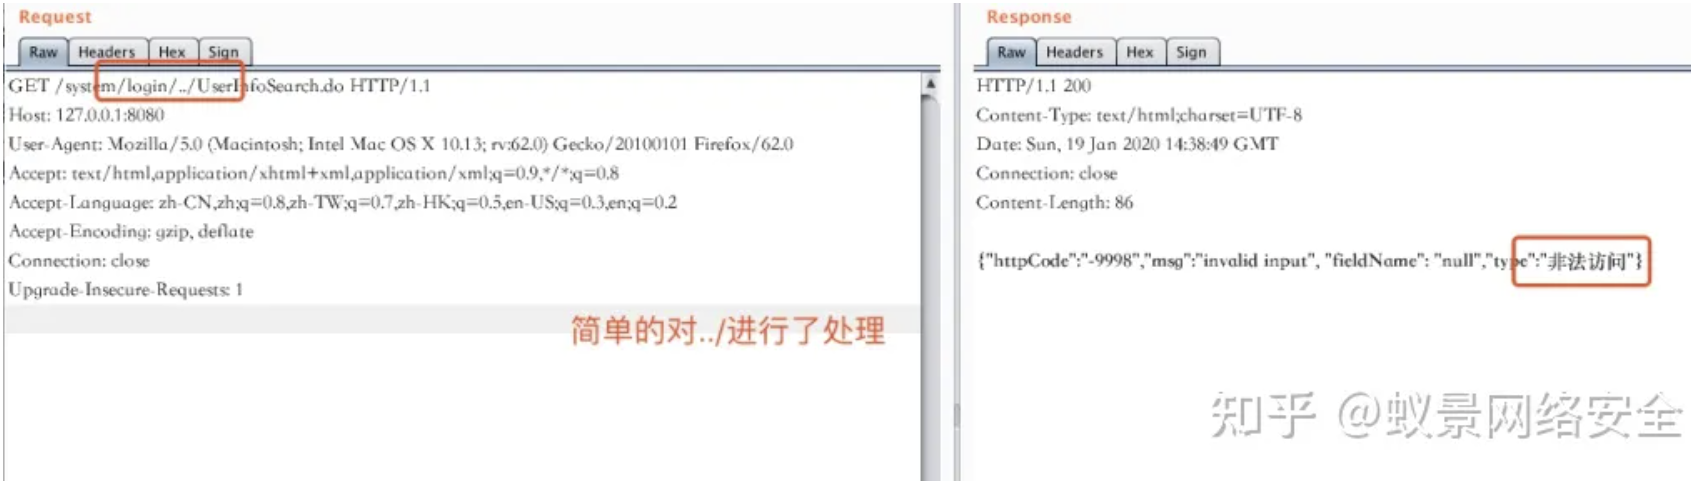 Request
Raw Headers Hex Sign
GET /system/login/../UserInfoSearch.do HTTP/1.1
Host: 127.0.0.1:8080
User-Agent: Mozilla/5.0 (Macintosh; Intel Mac OS X 10.13; rv:62.0) Gecko/20100101 Firefox/62.0
Accept: text/html,application/xhtml+xml,application/xml;q=0.9,*/*;q=0.8
Accept-Language: zh-CN,zh;q=0.8,zh-TW;q=0.7,zh-HK;q=0.5,en-US;q=0.3,en;q=0.2
Accept-Encoding: gzip, deflate
Connection: close
Upgrade-Insecure-Requests: 1
简单的对../进行了处理
Response
Raw Headers Hex Sign
HTTP/1.1 200
Content-Type: text/html;charset=UTF-8
Date: Sun, 19 Jan 2020 14:38:49 GMT
Connection: close
Content-Length: 86
{"httpCode":"-9998","msg":"invalid input", "fieldName": "null","type":"非法访问"}
知乎 @蚁景网络安全